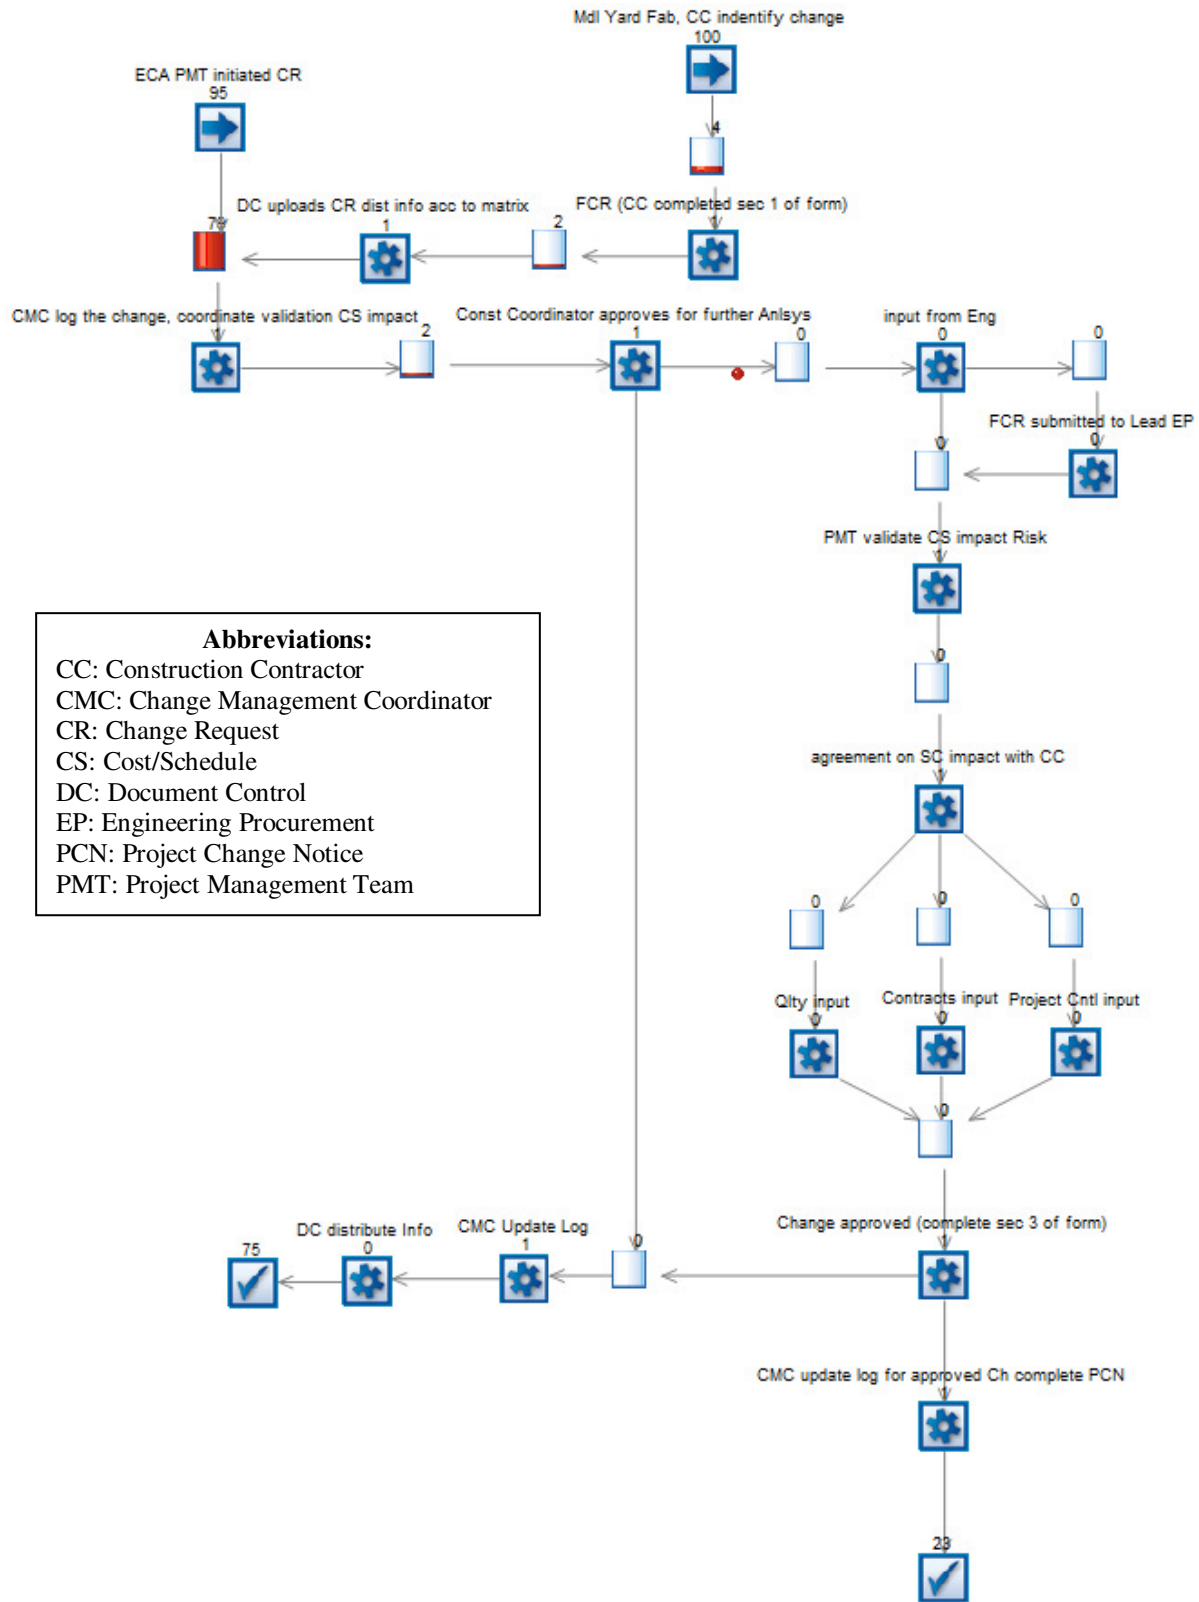 Mdl Yard Fab, CC indentify change
100
ECA PMT initiated CR
95
4
DC uploads CR dist info acc to matrix
FCR (CC completed sec 1 of form)
1
2
1
CMC log the change, coordinate validation CS impact
Const Coordinator approves for further Anlsys
input from Eng
1
2
1
0
0
0
FCR submitted to Lead EP
0
0
PMT validate CS impact Risk
1
0
Abbreviations:
CC: Construction Contractor
CMC: Change Management Coordinator
CR: Change Request
CS: Cost/Schedule
DC: Document Control
EP: Engineering Procurement
PCN: Project Change Notice
PMT: Project Management Team
agreement on SC impact with CC
1
0
0
0
Qlty input
Contracts input
Project Cntl input
0
0
0
0
Change approved (complete sec 3 of form)
1
DC distribute Info
CMC Update Log
75
0
1
0
CMC update log for approved Ch complete PCN
1
23